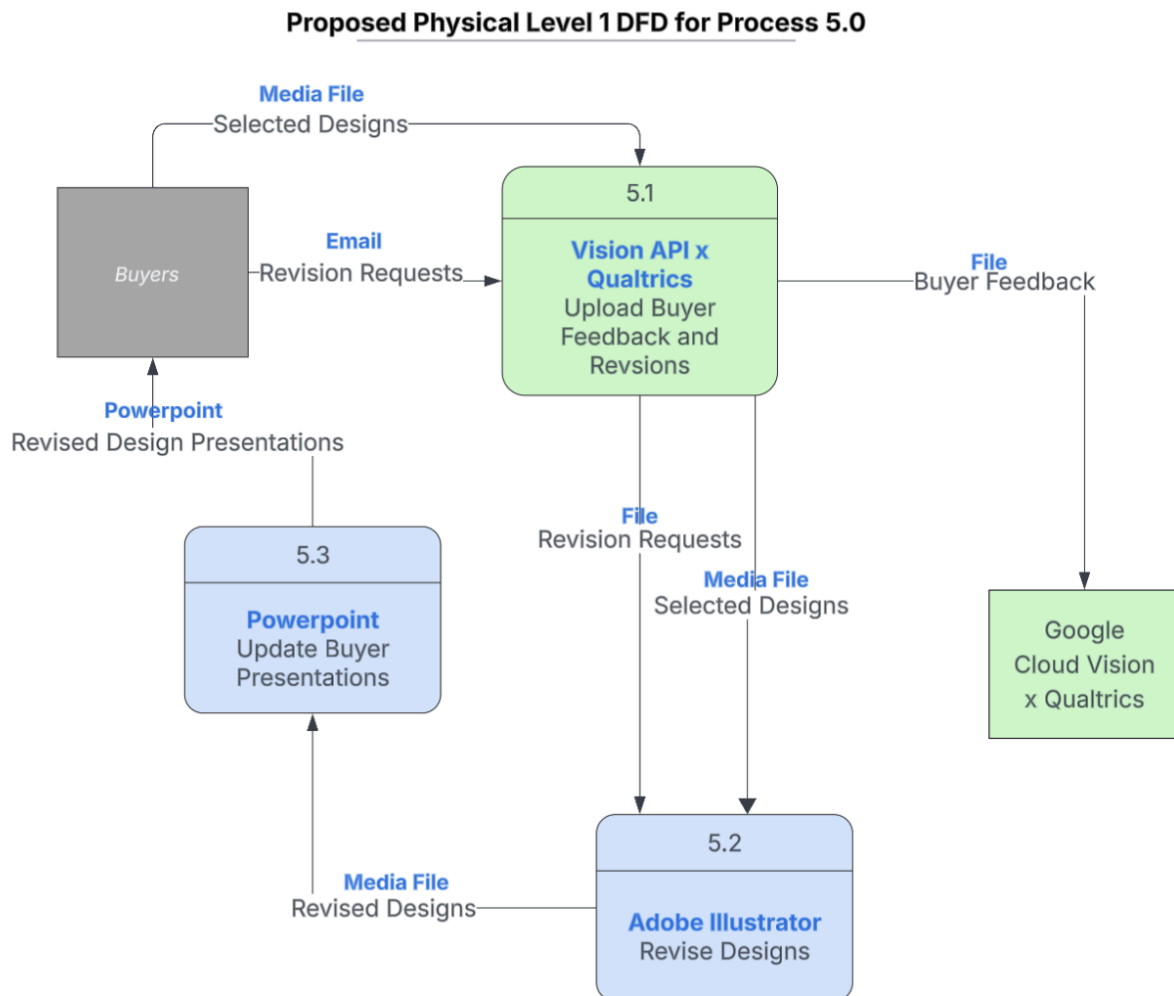 Proposed Physical Level 1 DFD for Process 5.0
Media File
Selected Designs
5.1
Vision API x
Qualtrics
Upload Buyer
Feedback and
Revsions
Buyers
Email
Revision Requests
File
Buyer Feedback
Powerpoint
Revised Design Presentations
File
Revision Requests
Media File
Selected Designs
5.3
Powerpoint
Update Buyer
Presentations
Google
Cloud Vision
x Qualtrics
5.2
Adobe Illustrator
Revise Designs
Media File
Revised Designs